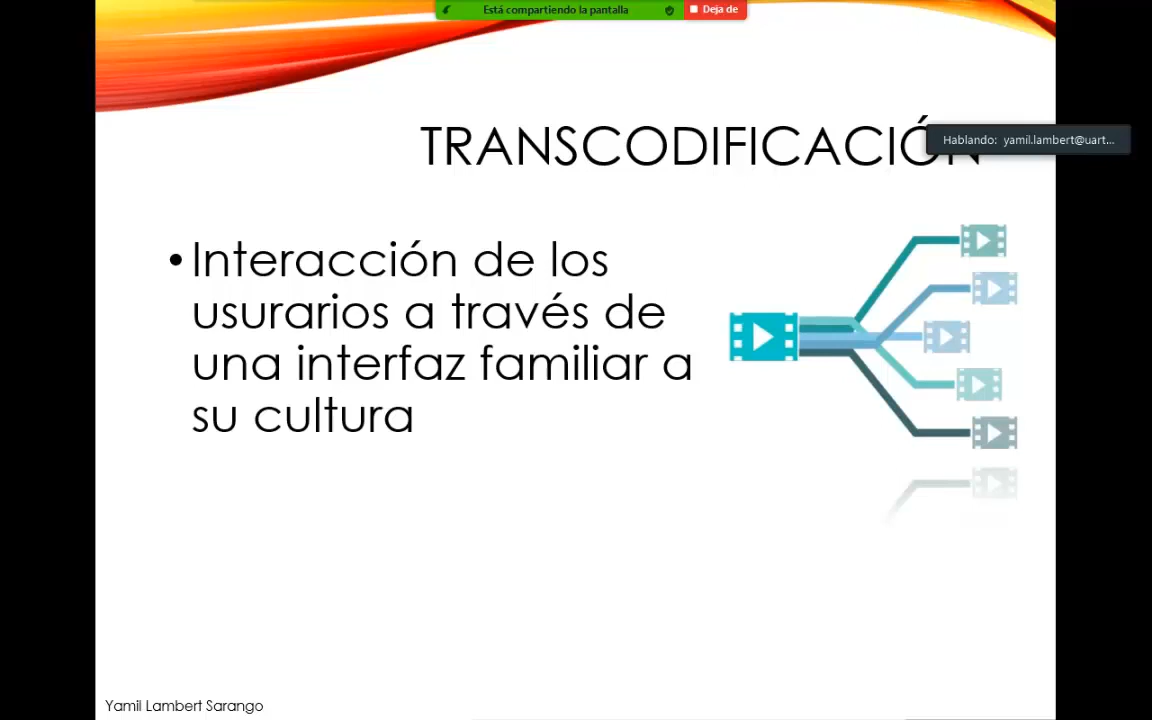 Está compartiendo la pantalla
Deja de
TRANSCODIFICACIÓN
Hablando: yamil.lambert@uart...
•Interacción de los
usurarios a través de
una interfaz familiar a
su cultura
Yamil Lambert Sarango